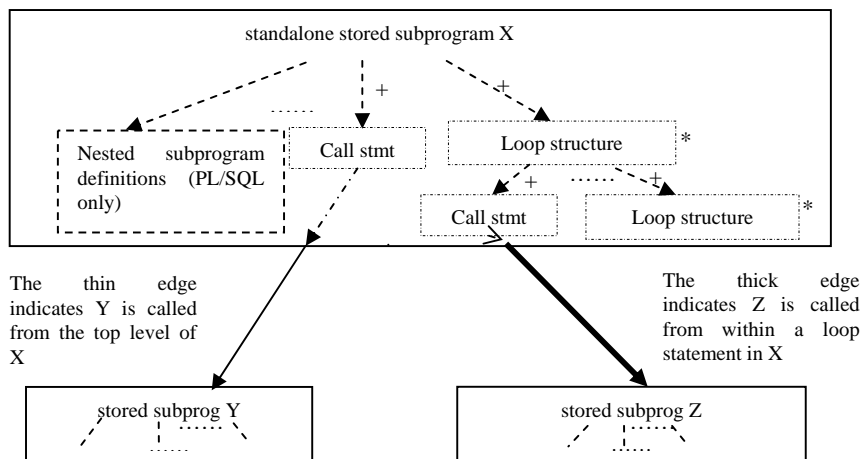 standalone stored subprogram X
+
+
......
Nested subprogram
definitions (PL/SQL
only)
Call stmt
Loop structure
*
+
......
+
Call stmt
Loop structure
*
The thin edge
indicates Y is called
from the top level of
X
The thick edge
indicates Z is called
from within a loop
statement in X
stored subprog Y
......
......
stored subprog Z
......
......